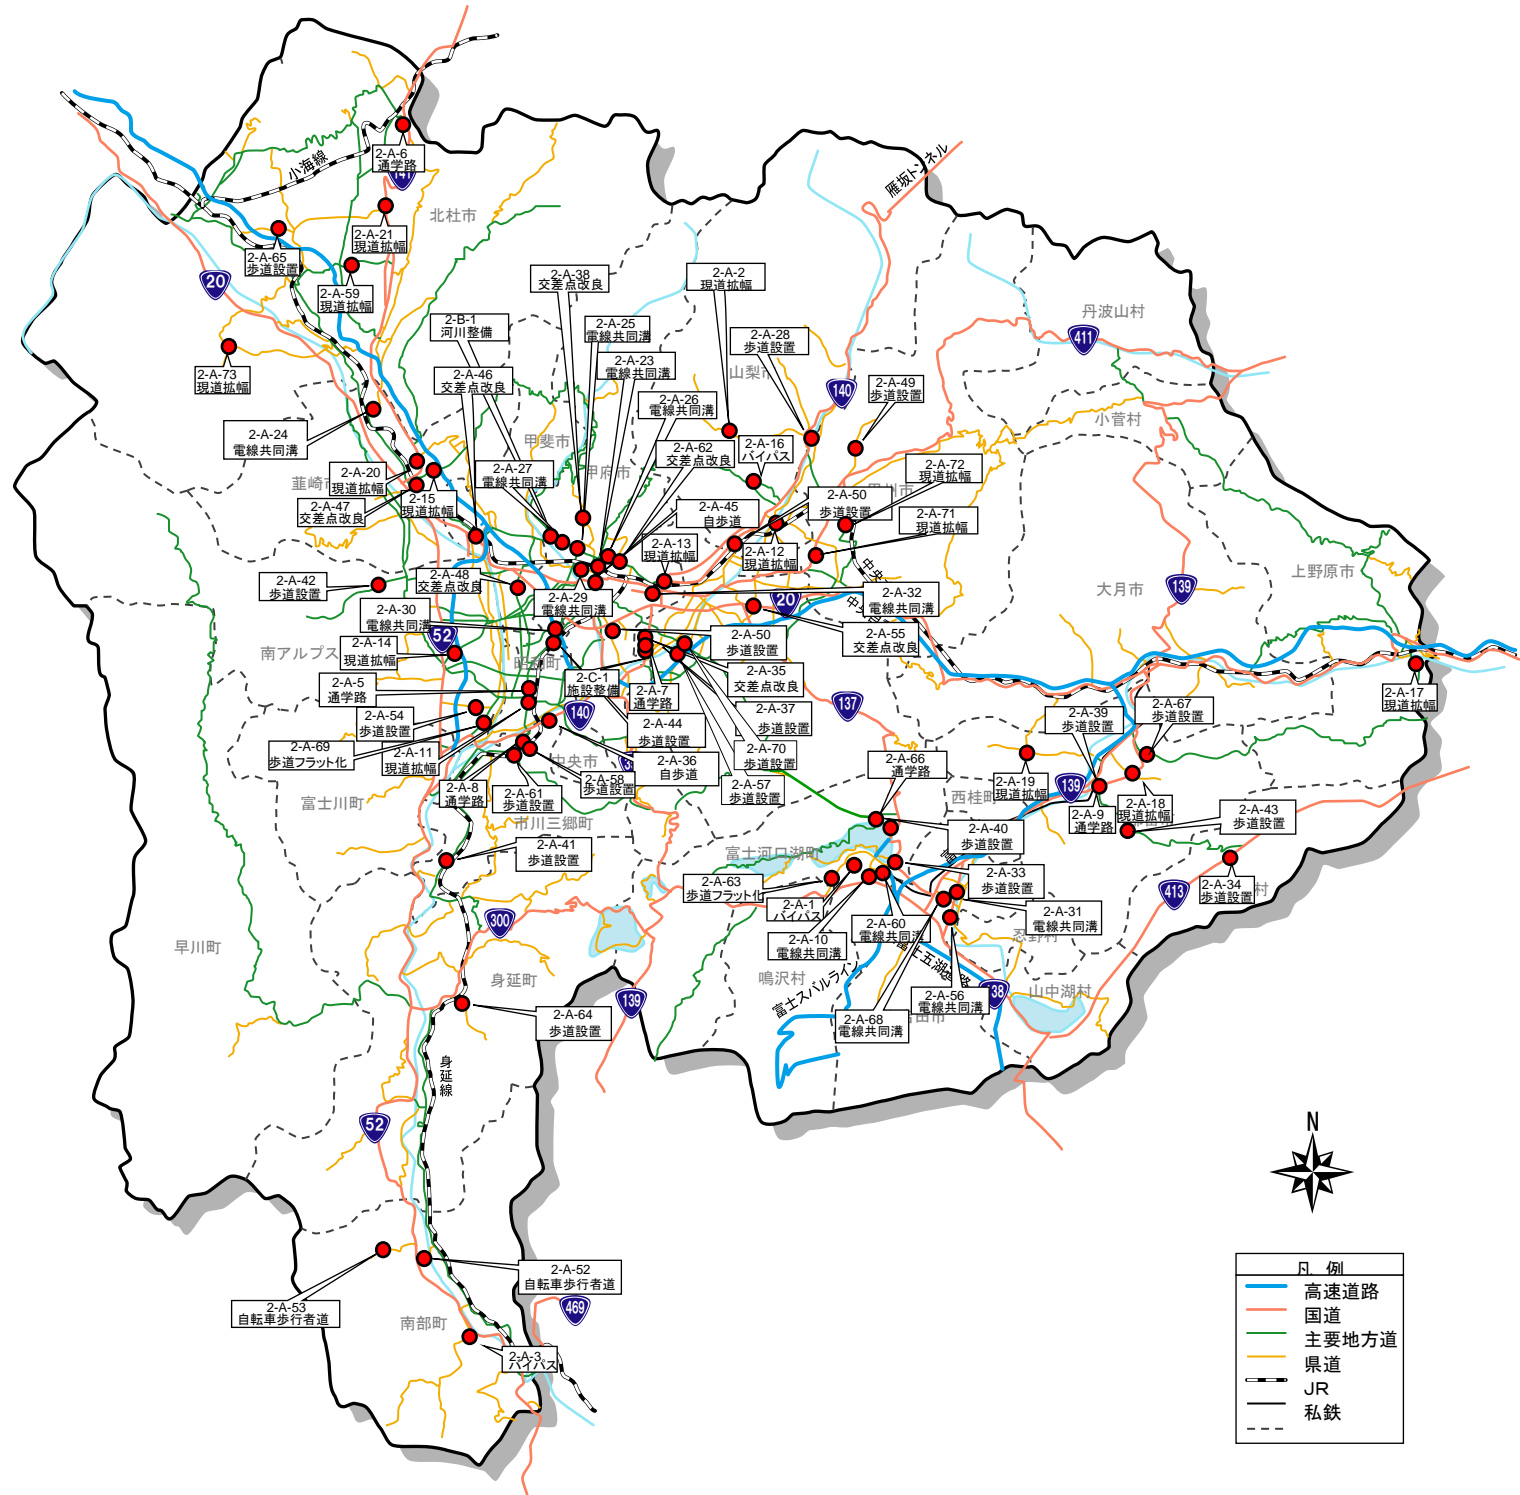 雁坂トンネル
小海線
2-A-6
通学路
141
北杜市
2-A-21
現道拡幅
2-A-65
歩道設置
20
2-A-59
現道拡幅
2-A-38
交差点改良
2-A-2
現道拡幅
丹波山村
411
2-B-1
河川整備
2-A-25
電線共同溝
2-A-28
歩道設置
2-A-73
現道拡幅
2-A-46
交差点改良
2-A-23
電線共同溝
山梨市
140
2-A-49
歩道設置
2-A-26
電線共同溝
小菅村
2-A-24
電線共同溝
甲斐市
2-A-62
交差点改良
2-A-16
バイパス
2-A-72
現道拡幅
2-A-20
現道拡幅
2-A-27
電線共同溝
甲府市
韮崎
2-A-47
交差点改良
2-15
現道拡幅
2-A-45
自歩道
2-A-50
歩道設置
2-A-71
現道拡幅
2-A-13
現道拡幅
2-A-12
現道拡幅
上野原市
2-A-42
歩道設置
2-A-48
交差点改良
中央
大月市
139
2-A-30
電線共同溝
2-A-29
電線共同溝
20
2-A-32
電線共同溝
52
南アルプス
2-A-14
現道拡幅
2-A-50
歩道設置
2-A-55
交差点改良
2-A-5
通学路
2-C-1
施設整備
2-A-7
通学路
2-A-35
交差点改良
2-A-17
現道拡幅
2-A-54
歩道設置
140
2-A-44
歩道設置
2-A-37
歩道設置
137
2-A-39
歩道設置
2-A-67
歩道設置
2-A-69
歩道フラット化
2-A-11
現道拡幅
中央市
2-A-36
自歩道
2-A-70
歩道設置
2-A-66
通学路
2-A-8
通学路
2-A-61
歩道設置
2-A-58
歩道設置
2-A-57
歩道設置
2-A-19
現道拡幅
139
富士川町
西桂町
2-A-9
通学路
2-A-18
現道拡幅
2-A-43
歩道設置
市川三郷町
2-A-41
歩道設置
富士河口湖町
2-A-40
歩道設置
2-A-63
歩道フラット化
2-A-33
歩道設置
413
2-A-34
歩道設置
村
2-A-1
バイパス
2-A-31
電線共同溝
300
2-A-10
電線共同溝
2-A-60
電線共同溝
忍野村
早川町
身延町
139
鳴沢村
富士スバルライン
2-A-56
電線共同溝
138
山中湖村
2-A-64
歩道設置
2-A-68
電線共同溝
身延線
52
N
2-A-52
自転車歩行者道
2-A-53
自転車歩行者道
469
南部町
2-A-3
バイパス
凡 例
高速道路
国道
主要地方道
県道
JR
私鉄